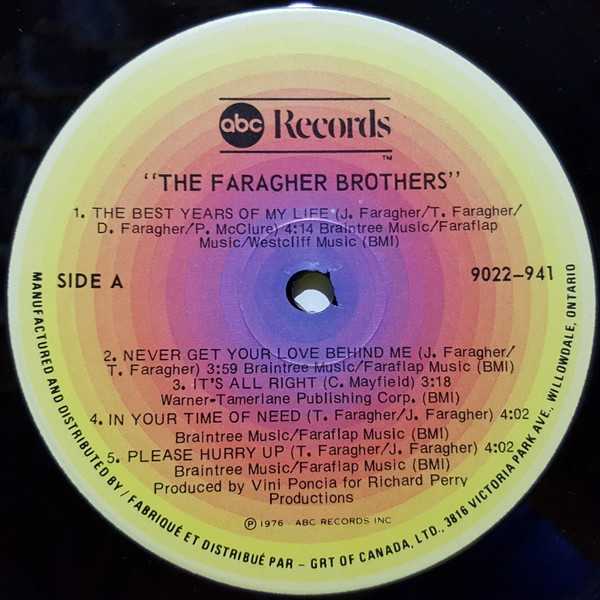 abc Records
TM
“THE FARAGHER BROTHERS”
1. THE BEST YEARS OF MY LIFE (J. Faragher/T. Faragher/
D. Faragher/P. McClure) 4:14 Braintree Music/Faraflap
Music/Westcliff Music (BMI)
SIDE A
9022-941
2. NEVER GET YOUR LOVE BEHIND ME (J. Faragher/
T. Faragher) 3:59 Braintree Music/Faraflap Music (BMI)
3. IT'S ALL RIGHT (C. Mayfield) 3:18
Warner-Tamerlane Publishing Corp. (BMI)
4. IN YOUR TIME OF NEED (T. Faragher/J. Faragher) 4:02
Braintree Music/Faraflap Music (BMI)
5. PLEASE HURRY UP (T. Faragher/J. Faragher) 4:02
Braintree Music/Faraflap Music (BMI)
Produced by Vini Poncia for Richard Perry
Productions
℗ 1976 - ABC RECORDS INC
MANUFACTURED AND DISTRIBUTED BY / FABRIQUÉ ET DISTRIBUÉ PAR - GRT OF CANADA, LTD., 3816 VICTORIA PARK AVE., WILLOWDALE, ONTARIO